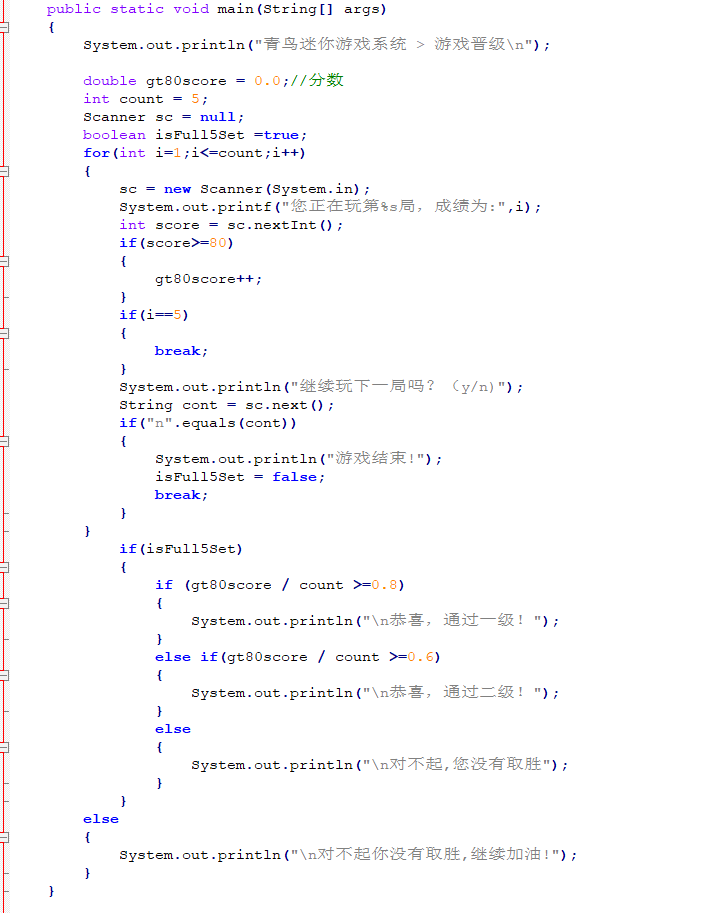 public static void main(String[] args)
{
System.out.println("青鸟迷你游戏系统 > 游戏晋级\n");
double gt80score = 0.0;//分数
int count = 5;
Scanner sc = null;
boolean isFull5Set =true;
for(int i=1;i<=count;i++)
{
sc = new Scanner(System.in);
System.out.printf("您正在玩第%s局，成绩为:",i);
int score = sc.nextInt();
if(score>=80)
{
gt80score++;
}
if(i==5)
{
break;
}
System.out.println("继续玩下一局吗？（y/n)");
String cont = sc.next();
if("n".equals(cont))
{
System.out.println("游戏结束!");
isFull5Set = false;
break;
}
}
if(isFull5Set)
{
if (gt80score / count >=0.8)
{
System.out.println("\n恭喜，通过一级！");
}
else if(gt80score / count >=0.6)
{
System.out.println("\n恭喜，通过二级！");
}
else
{
System.out.println("\n对不起,您没有取胜");
}
}
else
{
System.out.println("\n对不起你没有取胜,继续加油!");
}
}